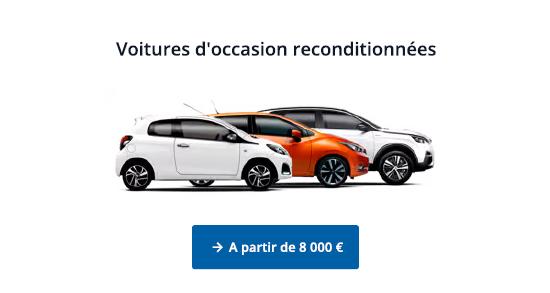 Voitures d'occasion reconditionnées
→ A partir de 8 000 €